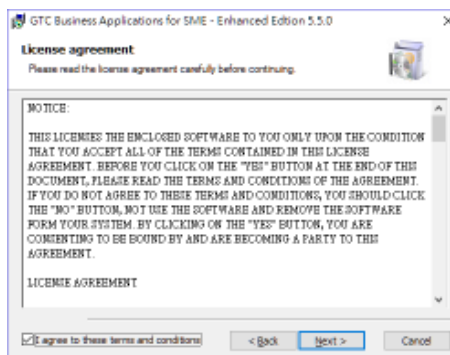 GTC Business Applications for SME - Enhanced Edtion 5.5.0
License agreement
Please read the license agreement carefully before continuing.
NOTICE:
THIS LICENSES THE ENCLOSED SOFTWARE TO YOU ONLY UPON THE CONDITION
THAT YOU ACCEPT ALL OF THE TERMS CONTAINED IN THIS LICENSE
AGREEMENT. BEFORE YOU CLICK ON THE "YES" BUTTON AT THE END OF THIS
DOCUMENT, PLEASE READ THE TERMS AND CONDITIONS OF THE AGREEMENT.
IF YOU DO NOT AGREE TO THESE TERMS AND CONDITIONS, YOU SHOULD CLICK
THE "NO" BUTTON, NOT USE THE SOFTWARE AND REMOVE THE SOFTWARE
FORM YOUR SYSTEM. BY CLICKING ON THE "YES" BUTTON, YOU ARE
CONSENTING TO BE BOUND BY AND ARE BECOMING A PARTY TO THIS
AGREEMENT.
LICENSE AGREEMENT
I agree to these terms and conditions
< Back Next > Cancel